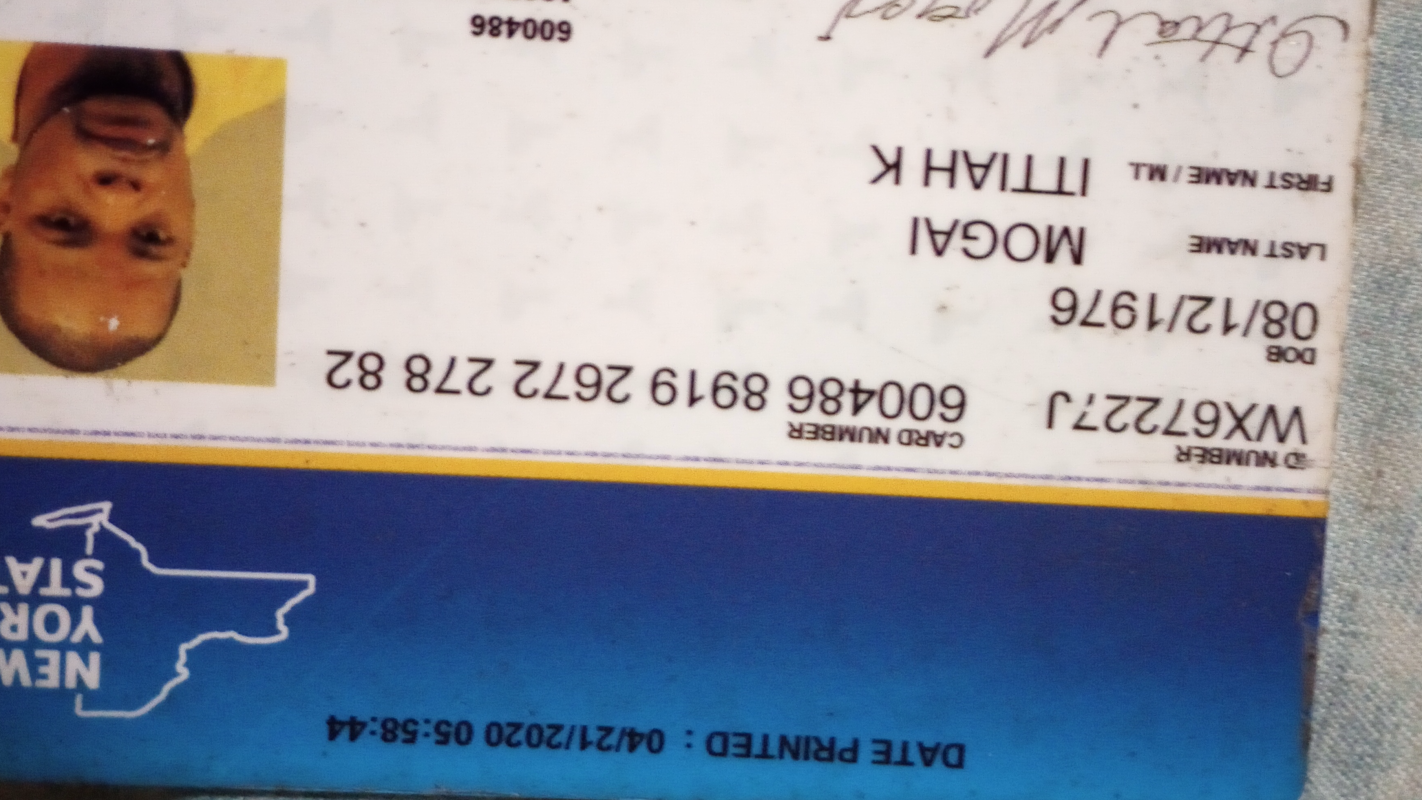 DATE PRINTED : 04/21/2020 05:58:44
NEW
YOR
STA
ID NUMBER
WX67227J
CARD NUMBER
600486 8919 2672 278 82
DOB
08/12/1976
LAST NAME MOGAI
FIRST NAME / M.I. ITTIAH K
600486